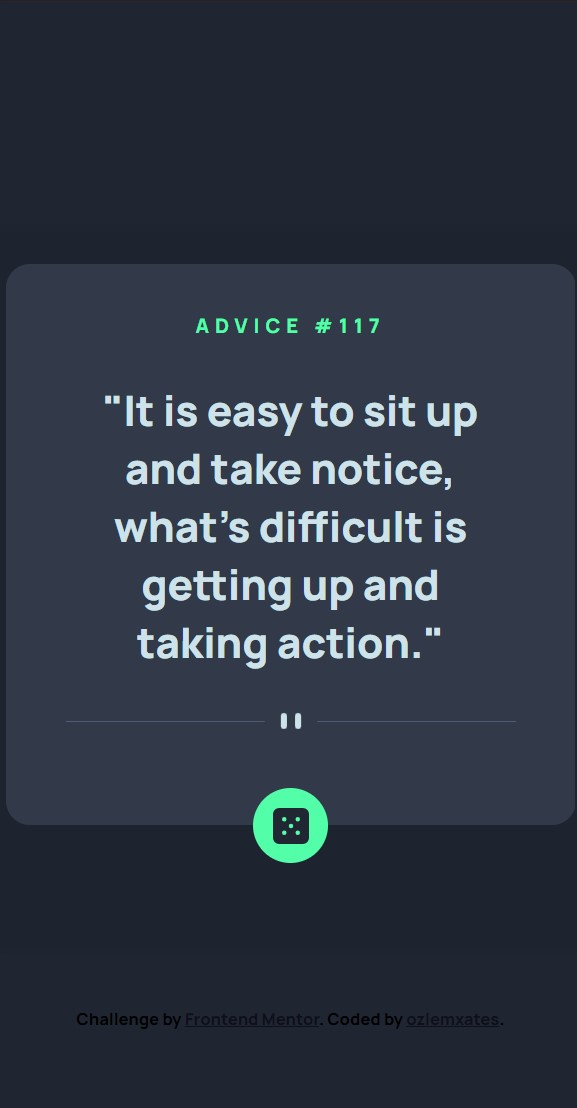 ADVICE #117
"It is easy to sit up
and take notice,
what's difficult is
getting up and
taking action."
Challenge by Frontend Mentor. Coded by ozlemxates.